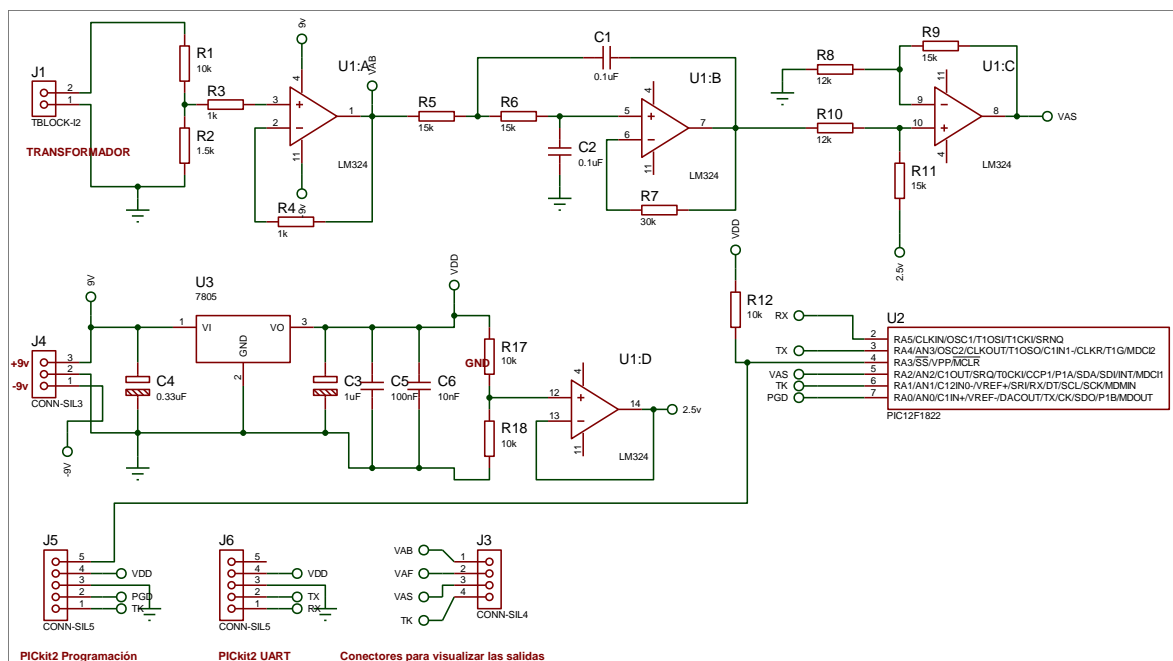 J1
2
1
TBLOCK-I2
TRANSFORMADOR
R1
10k
R2
1.5k
R3
1k
9v
U1:A
VAB
4
3
2
1
11
LM324
9v
R4
1k
R5
15k
R6
15k
C1
0.1uF
C2
0.1uF
U1:B
4
5
6
7
11
LM324
R7
30k
R8
12k
R9
15k
U1:C
11
9
10
8
4
LM324
VAS
R10
12k
R11
15k
2.5v
9V
J4
+9v
-9v
3
2
1
CONN-SIL3
-9V
C4
0.33uF
U3
7805
1
VI
VO
3
GND
2
C3
1uF
C5
100nF
C6
10nF
VDD
R17
10k
GND
R18
10k
U1:D
4
12
13
14
11
LM324
2.5v
VDD
R12
10k
U2
RX
2
RA5/CLKIN/OSC1/T1OSI/T1CKI/SRNQ
TX
3
RA4/AN3/OSC2/CLKOUT/T1OSO/C1IN1-/CLKR/T1G/MDCI2
4
RA3/SS/VPP/MCLR
VAS
5
RA2/AN2/C1OUT/SRQ/T0CKI/CCP1/P1A/SDA/SDI/INT/MDCI1
TK
6
RA1/AN1/C12IN0-/VREF+/SRI/RX/DT/SCL/SCK/MDMIN
PGD
7
RA0/AN0/C1IN+/VREF-/DACOUT/TX/CK/SDO/P1B/MDOUT
PIC12F1822
J5
5
4
VDD
3
2
PGD
1
TK
CONN-SIL5
PICkit2 Programación
J6
5
4
VDD
3
2
TX
1
RX
CONN-SIL5
PICkit2 UART
J3
VAB
1
VAF
2
VAS
3
TK
4
CONN-SIL4
Conectores para visualizar las salidas